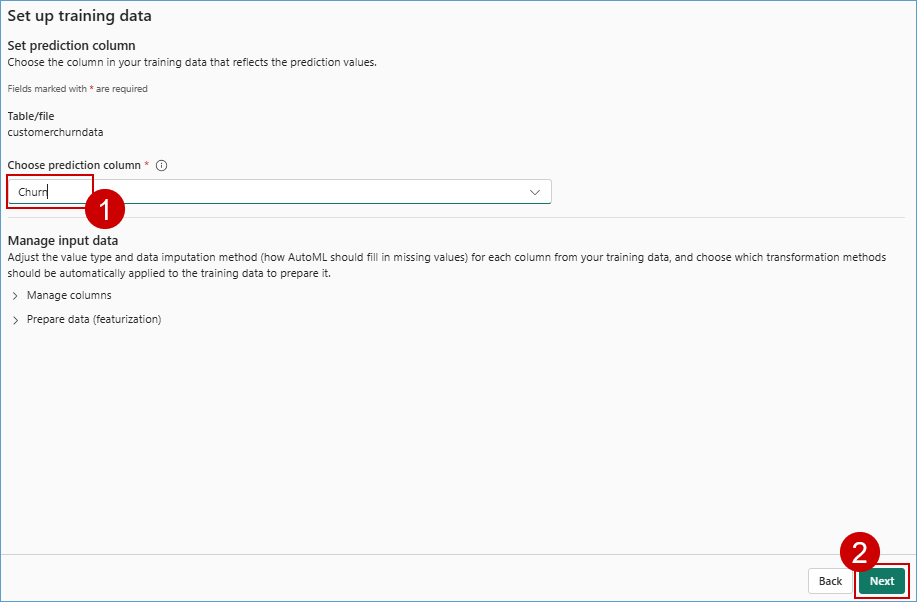 Set up training data
Set prediction column
Choose the column in your training data that reflects the prediction values.
Fields marked with * are required
Table/file
customerchurndata
Choose prediction column *
Churn
1
Manage input data
Adjust the value type and data imputation method (how AutoML should fill in missing values) for each column from your training data, and choose which transformation methods
should be automatically applied to the training data to prepare it.
Manage columns
Prepare data (featurization)
2
Back Next